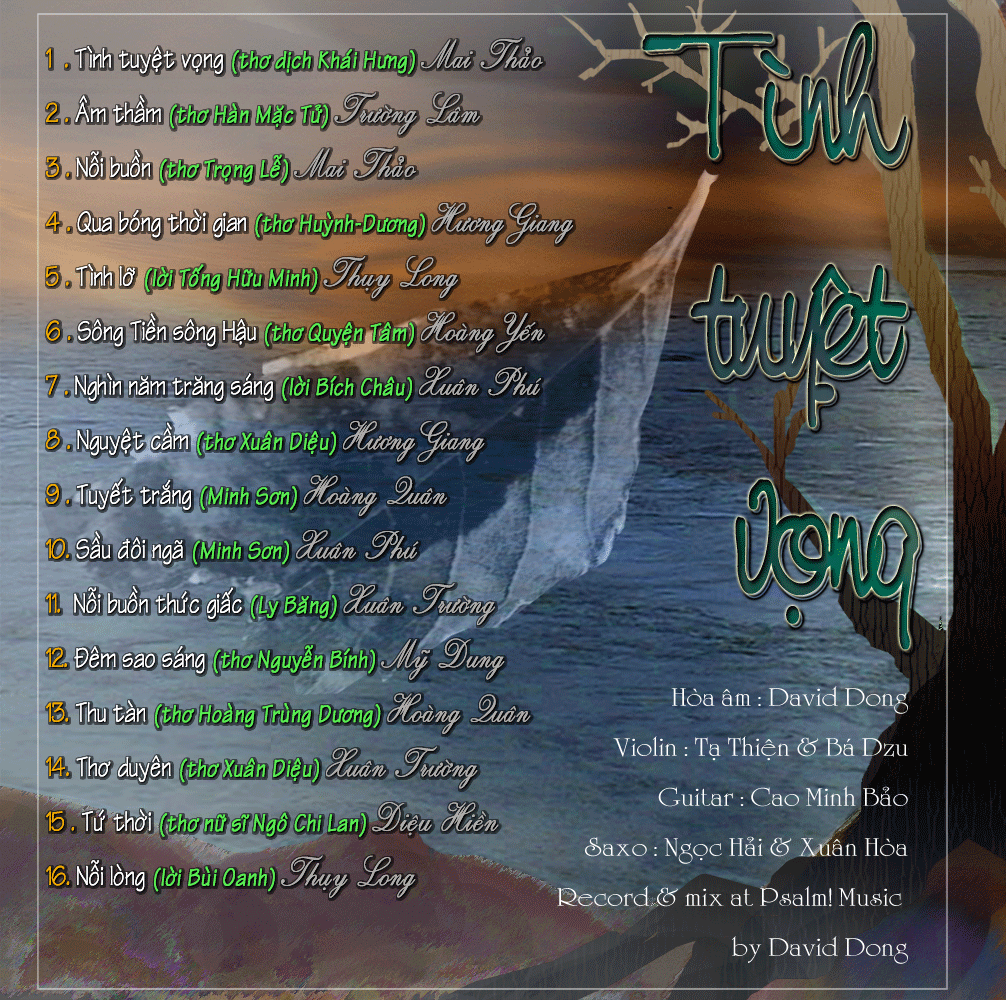 1 . Tình tuyệt vọng (thơ dịch Khái Hưng) Mai Thảo
2 . Âm thầm (thơ Hàn Mặc Tử) Trường Lâm
3 . Nỗi buồn (thơ Trọng Lễ) Mai Thảo
4 . Qua bóng thời gian (thơ Huỳnh-Dương) Hương Giang
5 . Tình lỡ (lời Tống Hữu Minh) Thụy Long
6 . Sông Tiền sông Hậu (thơ Quyện Tâm) Hoàng Yến
7 . Nghìn năm trăng sáng (lời Bích Châu) Xuân Phú
8 . Nguyệt cầm (thơ Xuân Diệu) Hương Giang
9 . Tuyết trắng (Minh Sơn) Hoàng Quân
10. Sầu đôi ngã (Minh Sơn) Xuân Phú
11. Nỗi buồn thức giấc (Ly Băng) Xuân Trường
12. Đêm sao sáng (thơ Nguyễn Bính) Mỹ Dung
13. Thu tàn (thơ Hoàng Trùng Dương) Hoàng Quân
14. Thơ duyên (thơ Xuân Diệu) Xuân Trường
15 . Tứ thời (thơ nữ sĩ Ngô Chi Lan) Diệu Hiền
16. Nỗi lòng (lời Bùi Oanh) Thụy Long
Tình
tuyệt
vọng
Hòa âm : David Dong
Violin : Tạ Thiện & Bá Dzu
Guitar : Cao Minh Bảo
Saxo : Ngọc Hải & Xuân Hòa
Record & mix at Psalm! Music
by David Dong